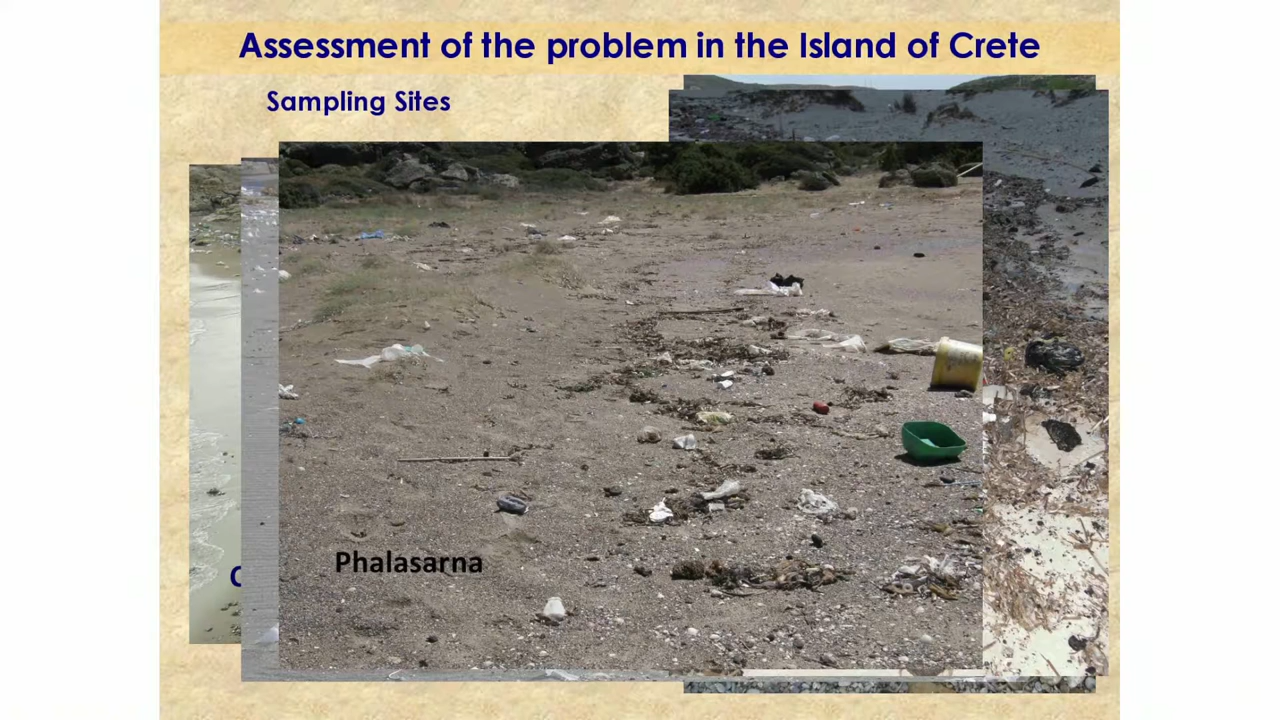 Assessment of the problem in the Island of Crete
Sampling Sites
Phalasarna